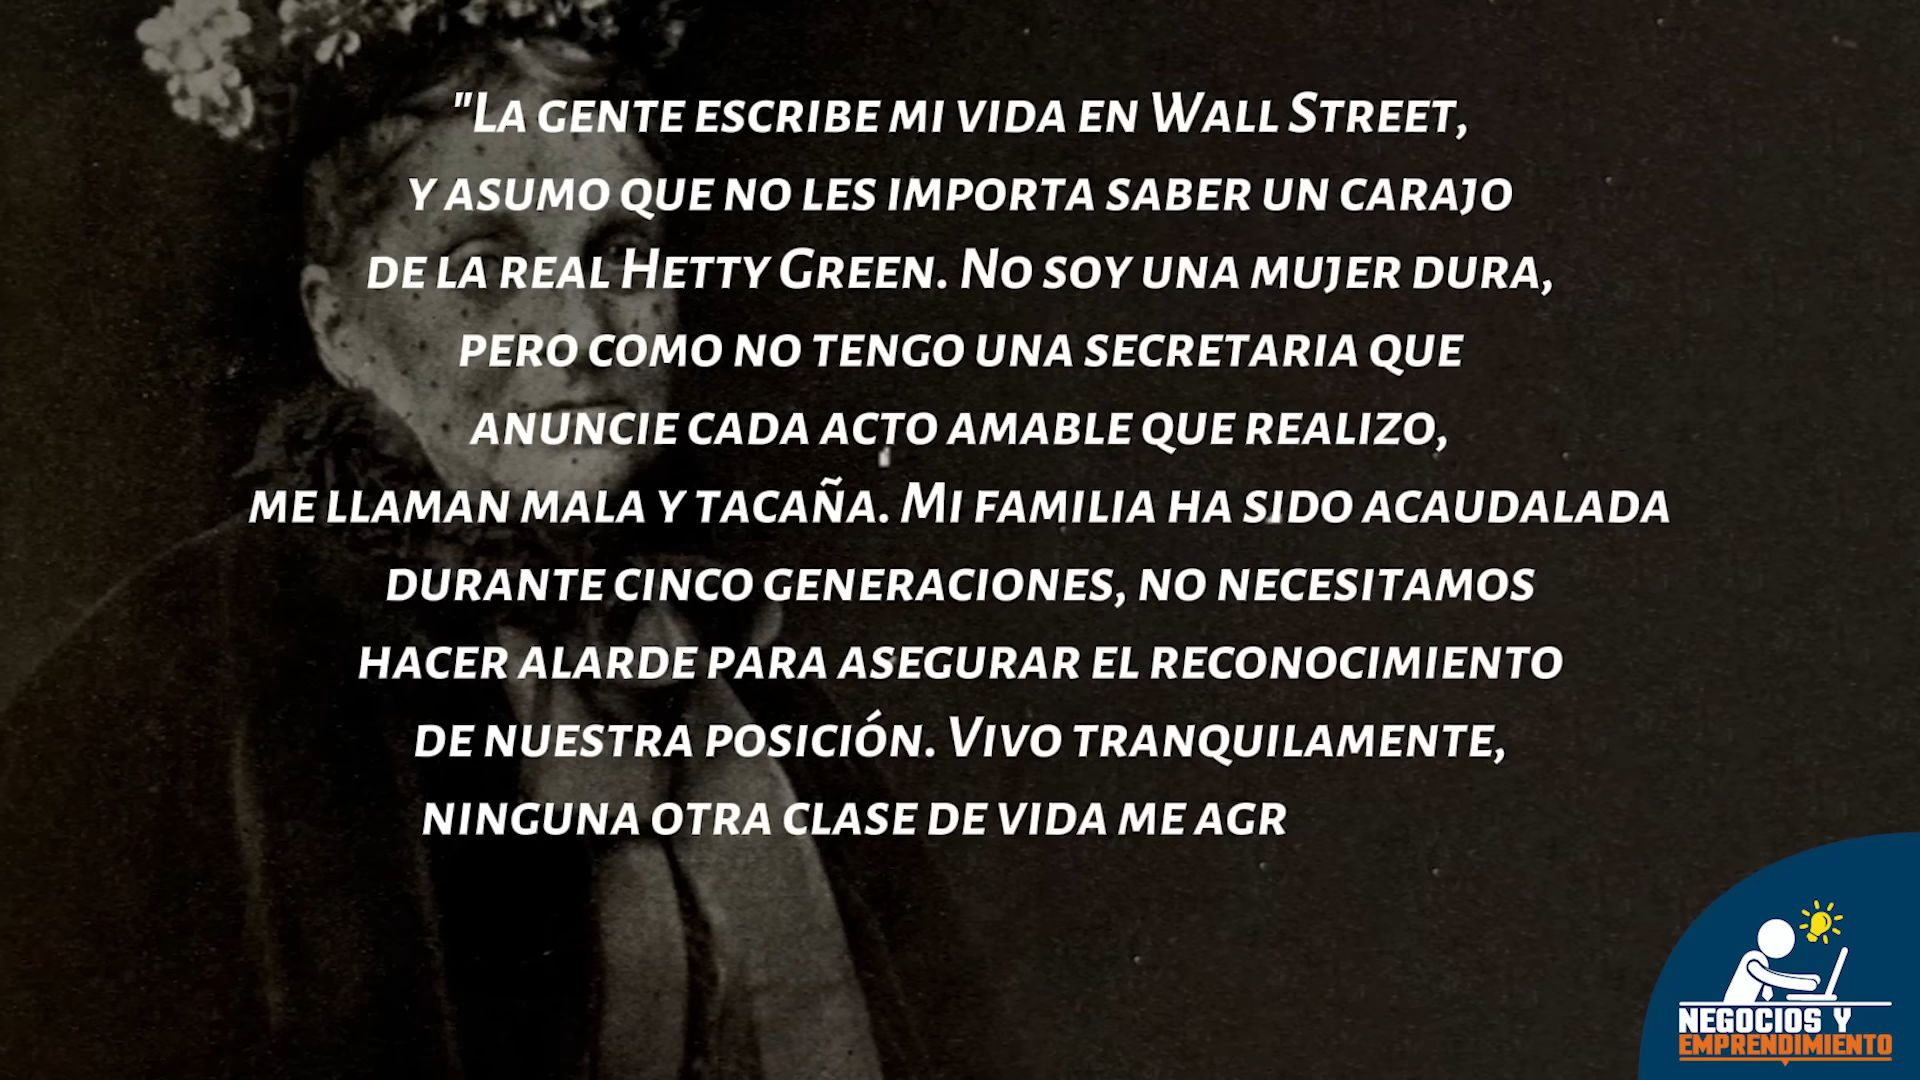 "La gente escribe mi vida en Wall Street,
y asumo que no les importa saber un carajo
de la real Hetty Green. No soy una mujer dura,
pero como no tengo una secretaria que
anuncie cada acto amable que realizo,
me llaman mala y tacaña. Mi familia ha sido acaudalada
durante cinco generaciones, no necesitamos
hacer alarde para asegurar el reconocimiento
de nuestra posición. Vivo tranquilamente,
ninguna otra clase de vida me agr
NEGOCIOS Y
EMPRENDIMIENTO